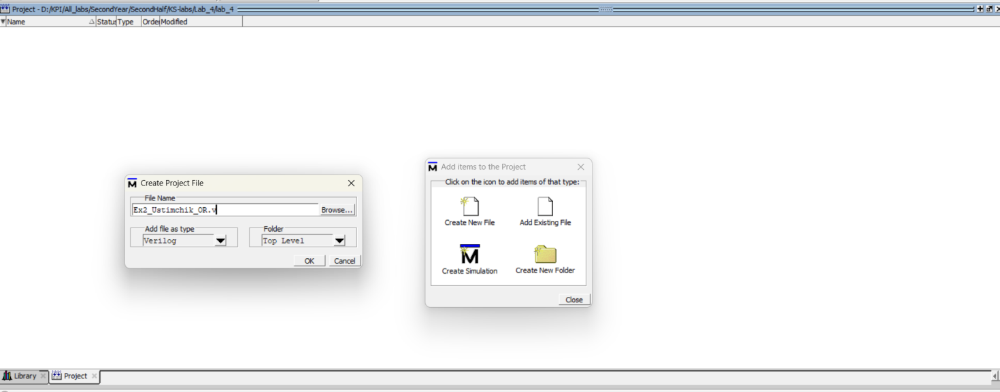 Project - D:/KPI/All_labs/SecondYear/SecondHalf/KS-labs/Lab_4/lab_4
Name Status Type Order Modified
Create Project File
File Name
Ex2_Ustimchik_OR.v Browse...
Add file as type Folder
Verilog Top Level
OK Cancel
Add items to the Project
Click on the icon to add items of that type:
Create New File Add Existing File
Create Simulation Create New Folder
Close
Library Project